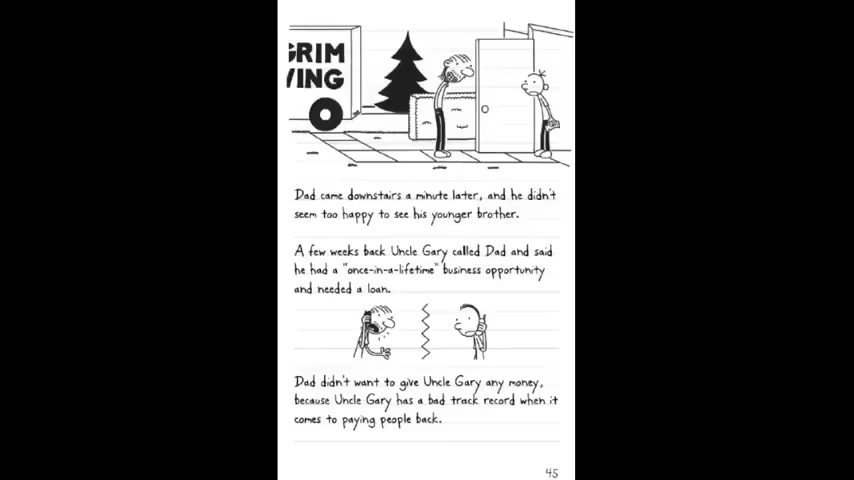 GRIM
VING
Dad came downstairs a minute later, and he didn't
seem too happy to see his younger brother.
A few weeks back Uncle Gary called Dad and said
he had a "once-in-a-lifetime" business opportunity
and needed a loan.
Dad didn't want to give Uncle Gary any money,
because Uncle Gary has a bad track record when it
comes to paying people back.
45